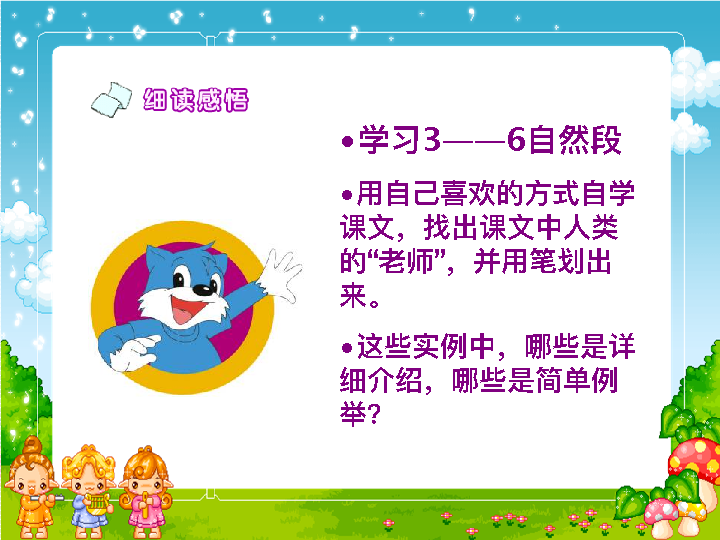 细读感悟
•学习3——6自然段
•用自己喜欢的方式自学
课文，找出课文中人类
的“老师”，并用笔划出
来。
•这些实例中，哪些是详
细介绍，哪些是简单例
举？